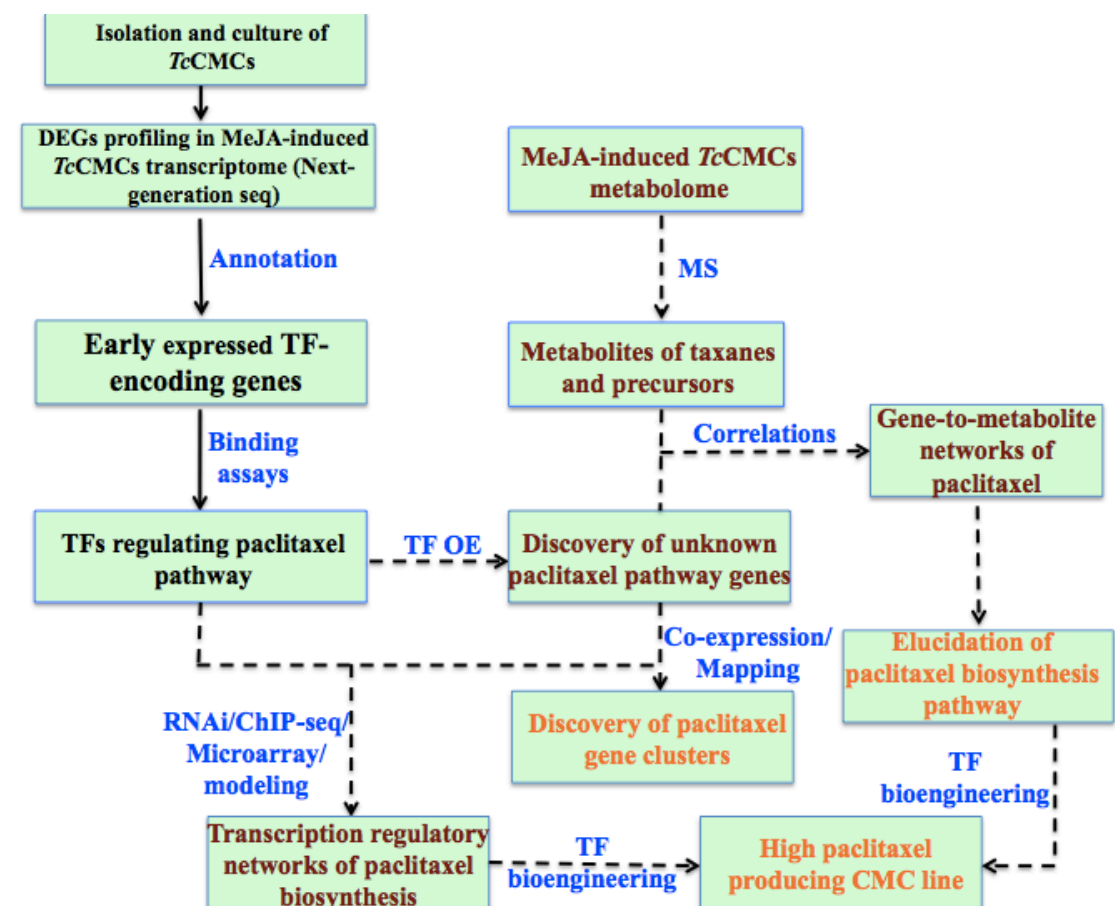 Isolation and culture of
TcCMCs
DEGs profiling in MeJA-induced
TcCMCs transcriptome (Next-
generation seq)
MeJA-induced TcCMCs
metabolome
Annotation
MS
Early expressed TF-
encoding genes
Metabolites of taxanes
and precursors
Binding
assays
Correlations
Gene-to-metabolite
networks of
paclitaxel
TFs regulating paclitaxel
pathway
TF OE
Discovery of unknown
paclitaxel pathway genes
Co-expression/
Mapping
Elucidation of
paclitaxel biosynthesis
pathway
RNAi/ChIP-seq/
Microarray/
modeling
Discovery of paclitaxel
gene clusters
TF
bioengineering
Transcription regulatory
networks of paclitaxel
biosynthesis
TF
bioengineering
High paclitaxel
producing CMC line